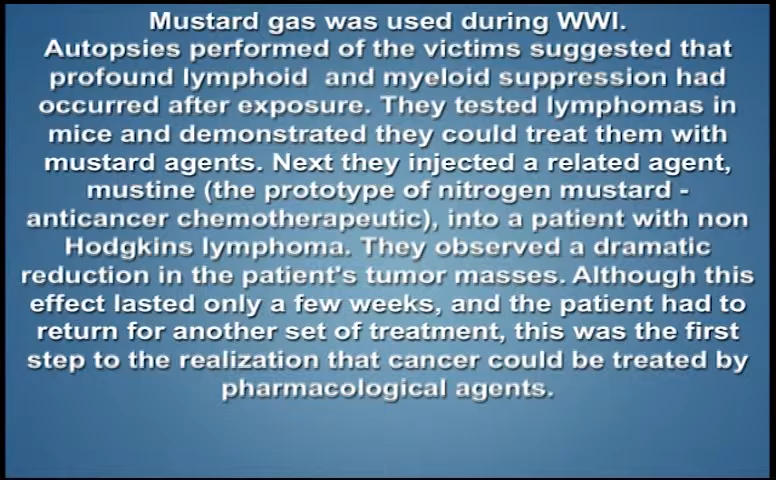 Mustard gas was used during WWI.
Autopsies performed of the victims suggested that
profound lymphoid and myeloid suppression had
occurred after exposure. They tested lymphomas in
mice and demonstrated they could treat them with
mustard agents. Next they injected a related agent,
mustine (the prototype of nitrogen mustard -
anticancer chemotherapeutic), into a patient with non
Hodgkins lymphoma. They observed a dramatic
reduction in the patient's tumor masses. Although this
effect lasted only a few weeks, and the patient had to
return for another set of treatment, this was the first
step to the realization that cancer could be treated by
pharmacological agents.